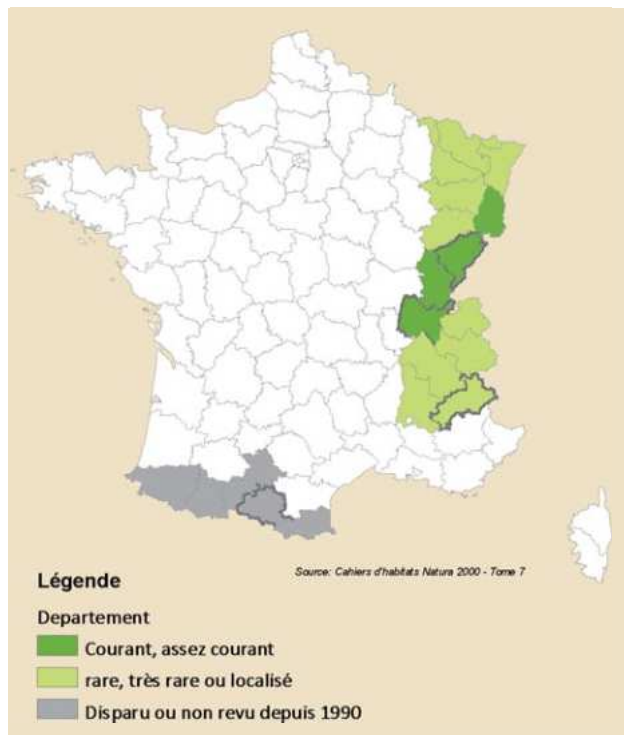 Source: Cahiers d'habitats Natura 2000 - Tome 7
Légende
Departement
Courant, assez courant
rare, très rare ou localisé
Disparu ou non revu depuis 1990